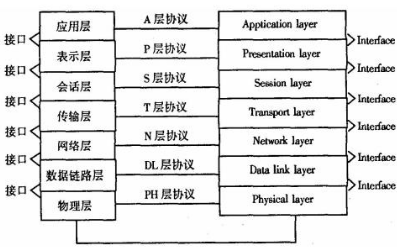 应用层 A 层协议 Apptication layer
接口 Interface
表示层 P 层协议 Presentation layer
接口 Interface
会话层 S 层协议 Session layer
接口 Interface
传输层 T 层协议 Transport layer
接口 Interface
网络层 N 层协议 Network layer
接口 Interface
数据链路层 DL 层协议 Data link layer
接口 Interface
物理层 PH 层协议 Physical layer